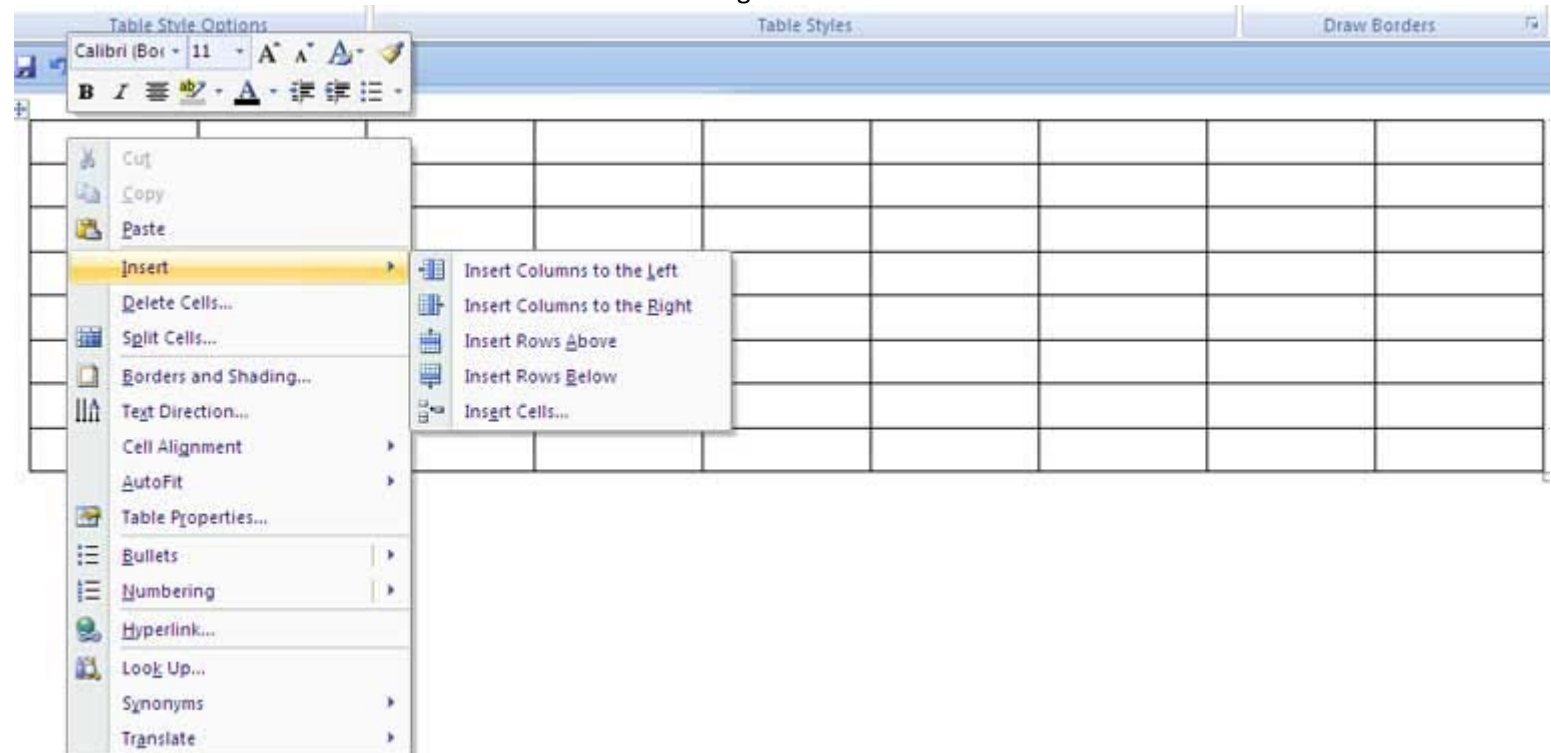 Table Style Options
Table Styles
Draw Borders
Calibri (Bo 11 A A A
B I ab A
Cut
Copy
Paste
Insert
Delete Cells...
Split Cells...
Borders and Shading...
Text Direction...
Cell Alignment
AutoFit
Table Properties...
Bullets
Numbering
Hyperlink...
Look Up...
Synonyms
Translate
Insert Columns to the Left
Insert Columns to the Right
Insert Rows Above
Insert Rows Below
Insert Cells...